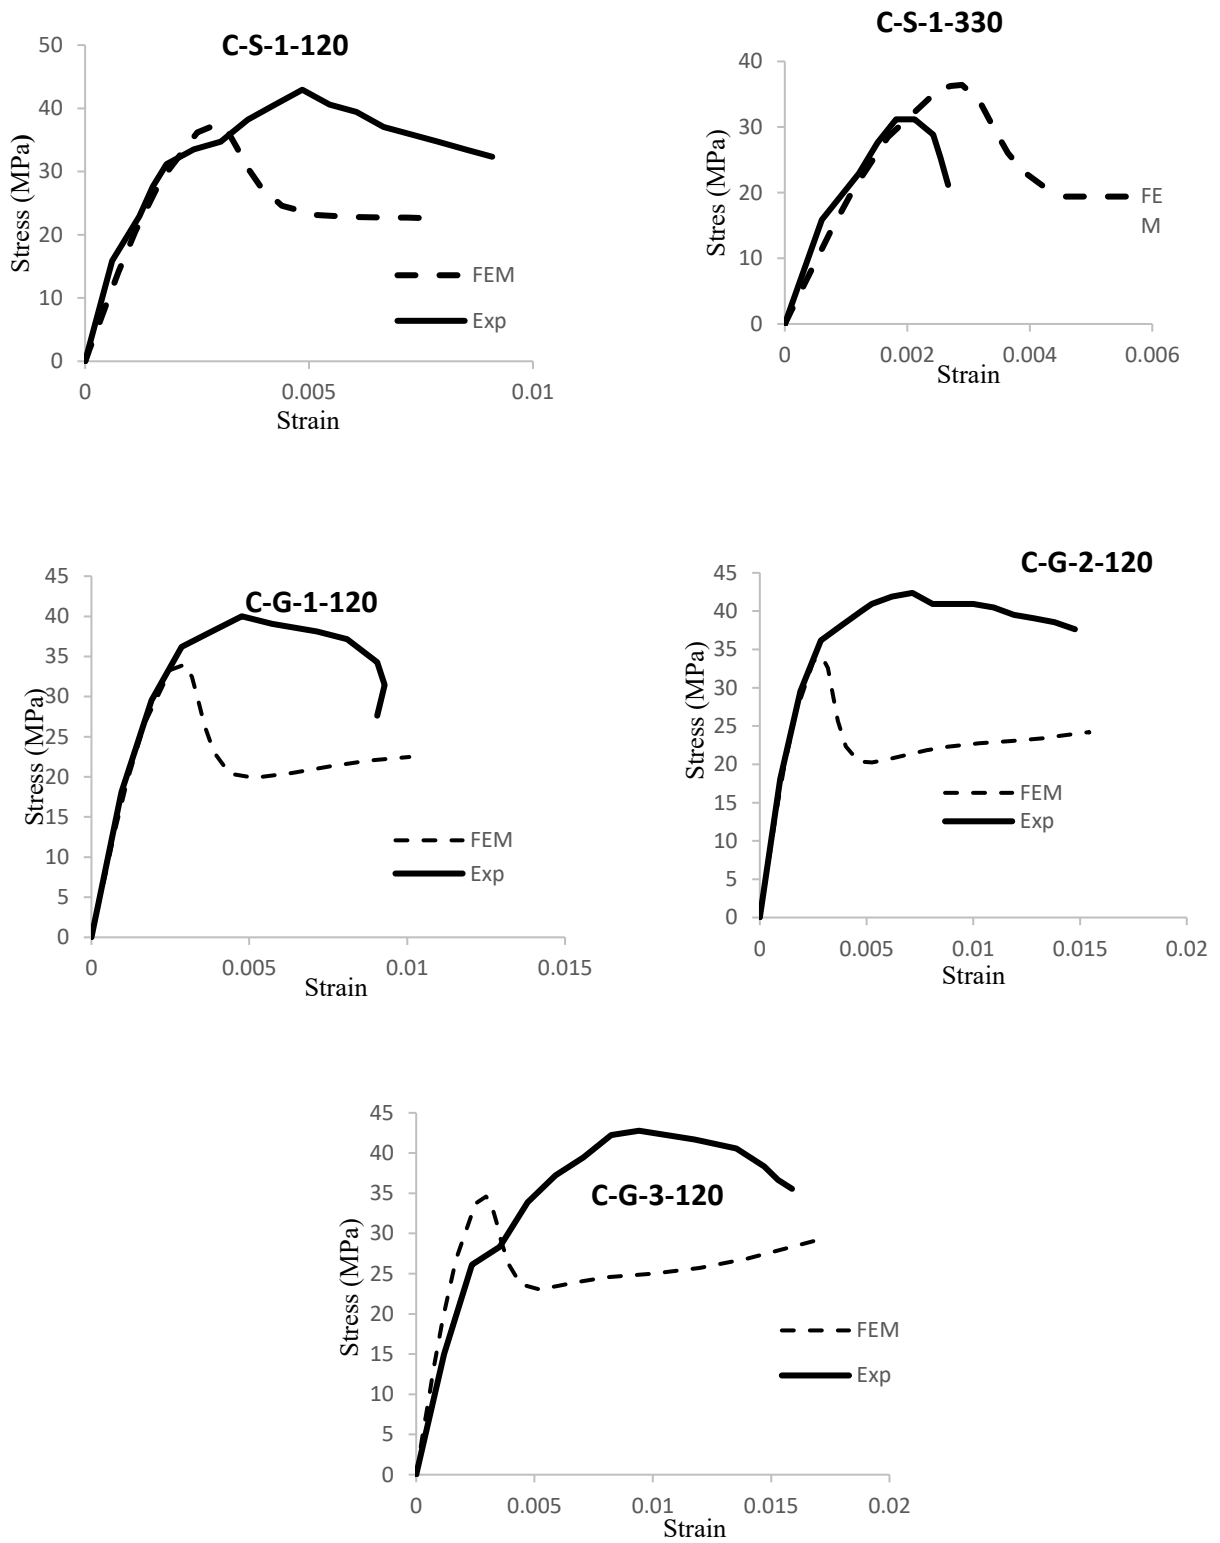 C-S-1-120
50
40
30
20
10
0
Stress (MPa)
FEM
Exp
0
0.005
0.01
Strain
C-S-1-330
40
30
20
10
0
Stres (MPa)
FE
M
0
0.002
0.004
0.006
Strain
C-G-1-120
45
40
35
30
25
20
15
10
5
0
Stress (MPa)
FEM
Exp
0
0.005
0.01
0.015
Strain
C-G-2-120
45
40
35
30
25
20
15
10
5
0
Stress (MPa)
FEM
Exp
0
0.005
0.01
0.015
0.02
Strain
C-G-3-120
45
40
35
30
25
20
15
10
5
0
Stress (MPa)
FEM
Exp
0
0.005
0.01
0.015
0.02
Strain